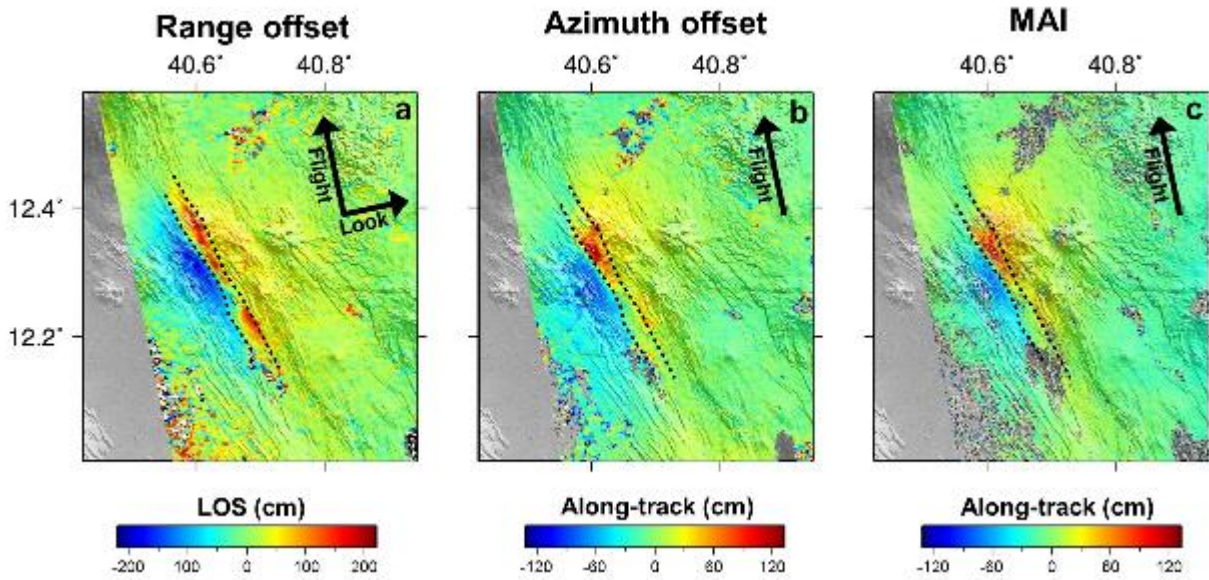 Range offset
Azimuth offset
MAI
40.6° 40.8°
40.6° 40.8°
40.6° 40.8°
a
b
c
Flight
Look
Flight
Flight
12.4°
12.2°
LOS (cm)
Along-track (cm)
Along-track (cm)
-200 -100 0 100 200
-120 -60 0 60 120
-120 -60 0 60 120